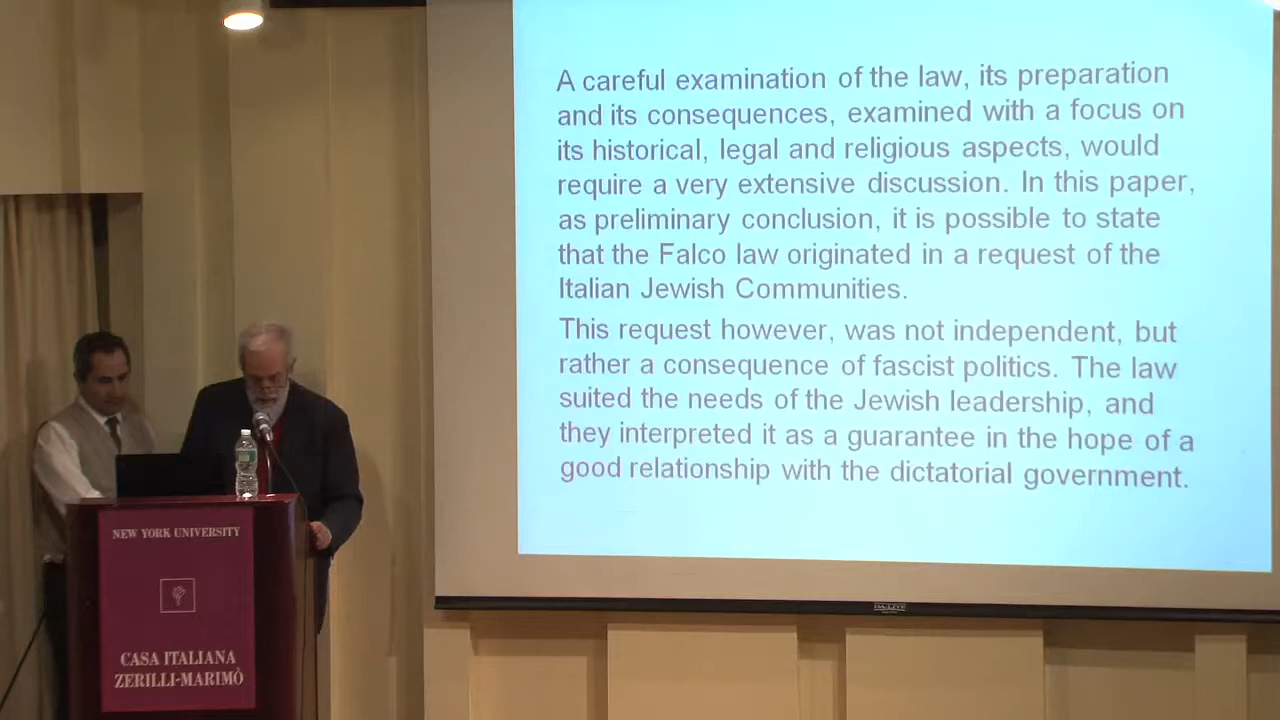 A careful examination of the law, its preparation
and its consequences, examined with a focus on
its historical, legal and religious aspects, would
require a very extensive discussion. In this paper,
as preliminary conclusion, it is possible to state
that the Falco law originated in a request of the
Italian Jewish Communities.
This request however, was not independent, but
rather a consequence of fascist politics. The law
suited the needs of the Jewish leadership, and
they interpreted it as a guarantee in the hope of a
good relationship with the dictatorial government.
DA-LITE
NEW YORK UNIVERSITY
CASA ITALIANA
ZERILLI-MARIMÒ